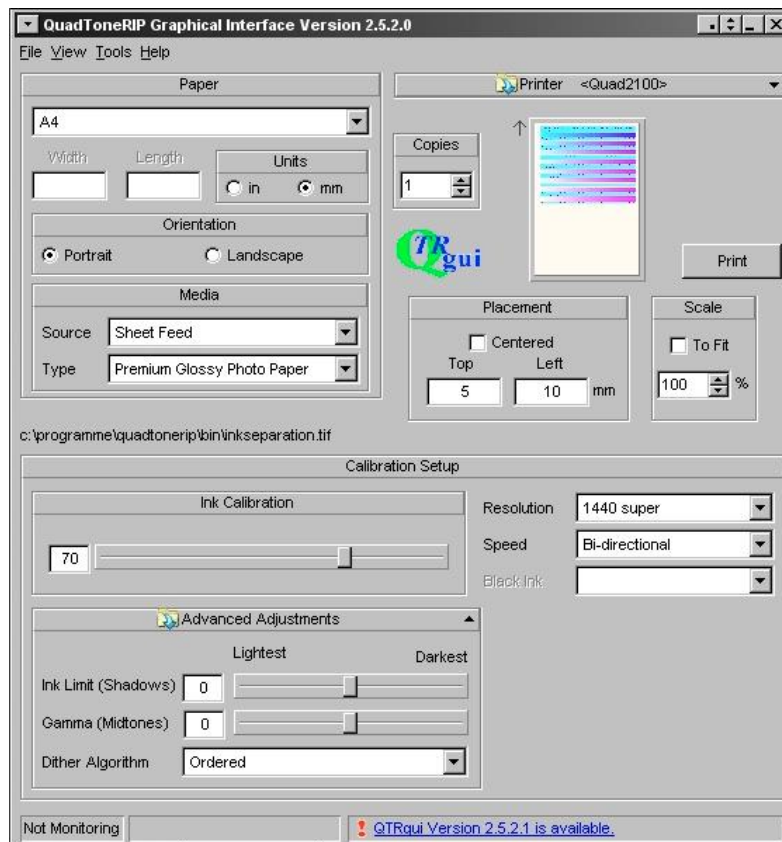 QuadToneRIP Graphical Interface Version 2.5.2.0
File View Tools Help
Paper
A4
Width Length Units
in mm
Orientation
Portrait Landscape
Media
Source Sheet Feed
Type Premium Glossy Photo Paper
Printer <Quad2100>
Copies
1
QTR gui
Print
Placement
Centered
Top Left
5 10 mm
Scale
To Fit
100 %
c:\programme\quadtonerip\bin\inkseparation.tif
Calibration Setup
Ink Calibration
70
Resolution 1440 super
Speed Bi-directional
Black Ink
Advanced Adjustments
Lightest Darkest
Ink Limit (Shadows) 0
Gamma (Midtones) 0
Dither Algorithm Ordered
Not Monitoring
QTRgui Version 2.5.2.1 is available.